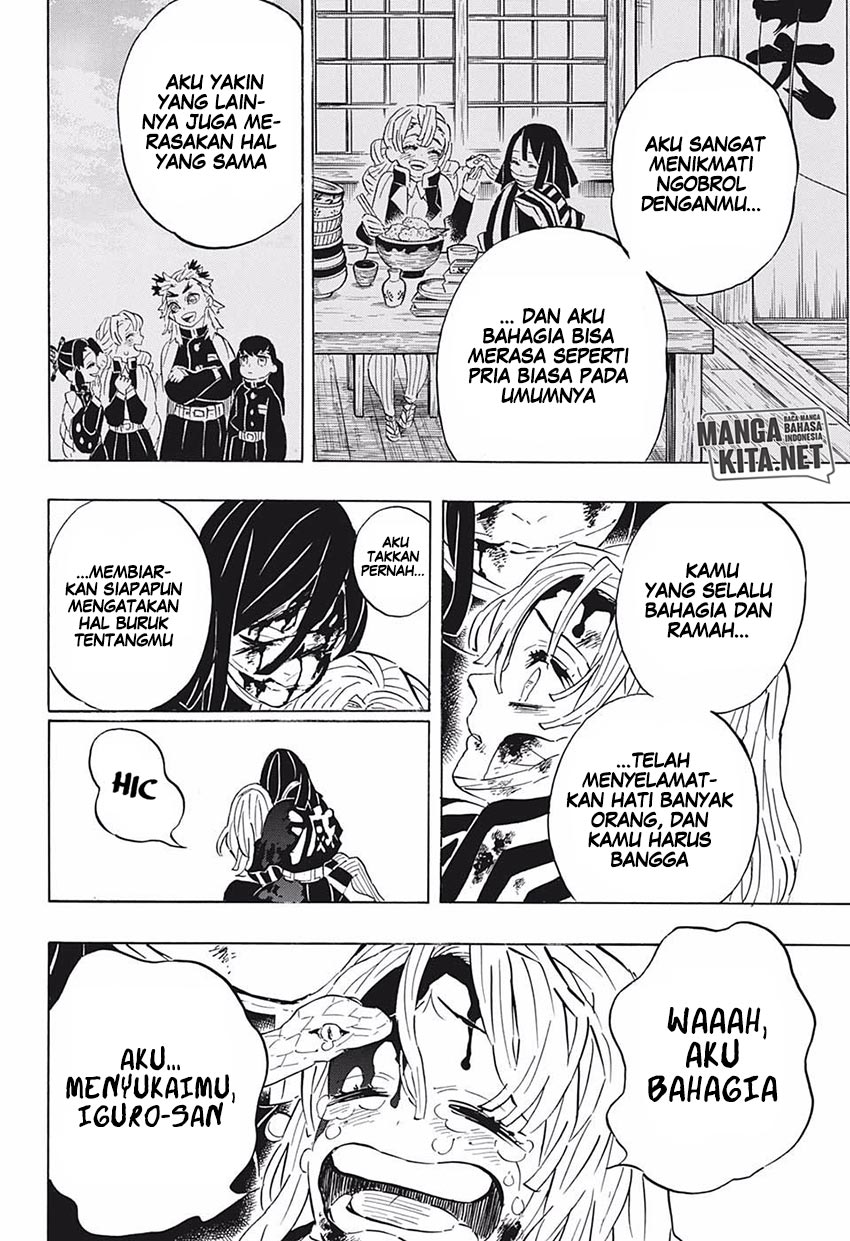 AKU SANGAT
MENIKMATI
NGOBROL
DENGANMU...
... DAN AKU
BAHAGIA BISA
MERASA SEPERTI
PRIA BIASA PADA
UMUMNYA
AKU YAKIN
YANG LAIN-
NYA JUGA ME-
RASAKAN HAL
YANG SAMA
MANGA
KITA.NET
BACA MANGA
BAHASA
INDONESIA
KAMU
YANG SELALU
BAHAGIA DAN
RAMAH...
...TELAH
MENYELAMAT-
KAN HATI BANYAK
ORANG, DAN
KAMU HARUS
BANGGA
AKU
TAKKAN
PERNAH...
...MEMBIAR-
KAN SIAPAPUN
MENGATAKAN
HAL BURUK
TENTANGMU
HIC
滅
WAAAH,
AKU
BAHAGIA
AKU...
MENYUKAIMU,
IGURO-SAN